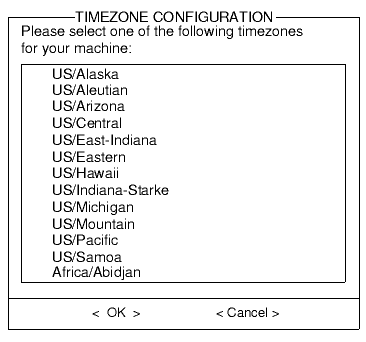 TIMEZONE CONFIGURATION
Please select one of the following timezones
for your machine:
US/Alaska
US/Aleutian
US/Arizona
US/Central
US/East-Indiana
US/Eastern
US/Hawaii
US/Indiana-Starke
US/Michigan
US/Mountain
US/Pacific
US/Samoa
Africa/Abidjan
< OK > < Cancel >